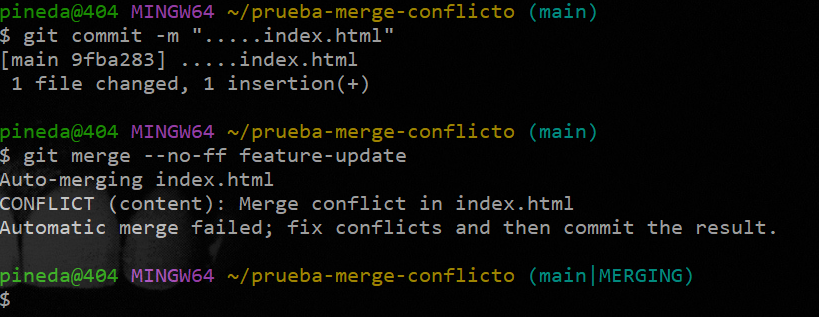 pineda@404 MINGW64 ~/prueba-merge-conflicto (main)
$ git commit -m ".....index.html"
[main 9fba283] .....index.html
 1 file changed, 1 insertion(+)
pineda@404 MINGW64 ~/prueba-merge-conflicto (main)
$ git merge --no-ff feature-update
Auto-merging index.html
CONFLICT (content): Merge conflict in index.html
Automatic merge failed; fix conflicts and then commit the result.
pineda@404 MINGW64 ~/prueba-merge-conflicto (main|MERGING)
$